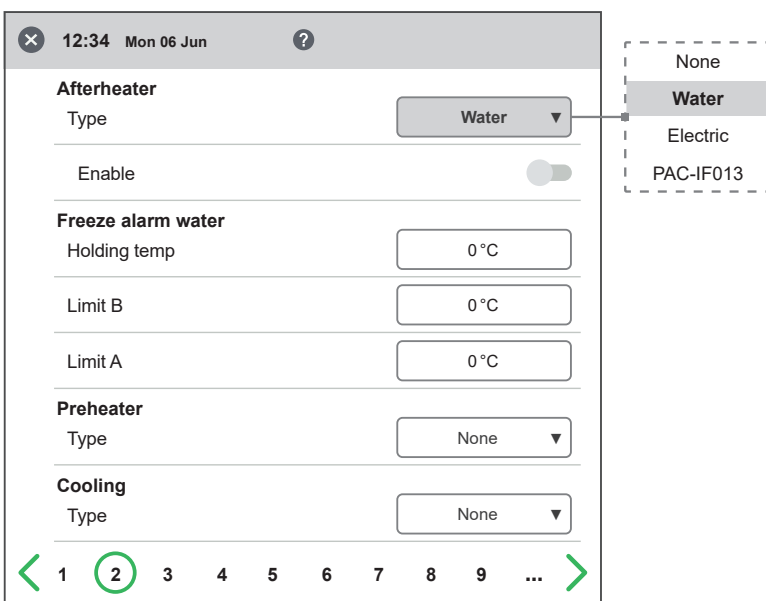 12:34 Mon 06 Jun ?
Afterheater
Type Water ▼
None
Water
Electric
PAC-IF013
Enable
Freeze alarm water
Holding temp 0 °C
Limit B 0 °C
Limit A 0 °C
Preheater
Type None ▼
Cooling
Type None ▼
1 2 3 4 5 6 7 8 9 ...